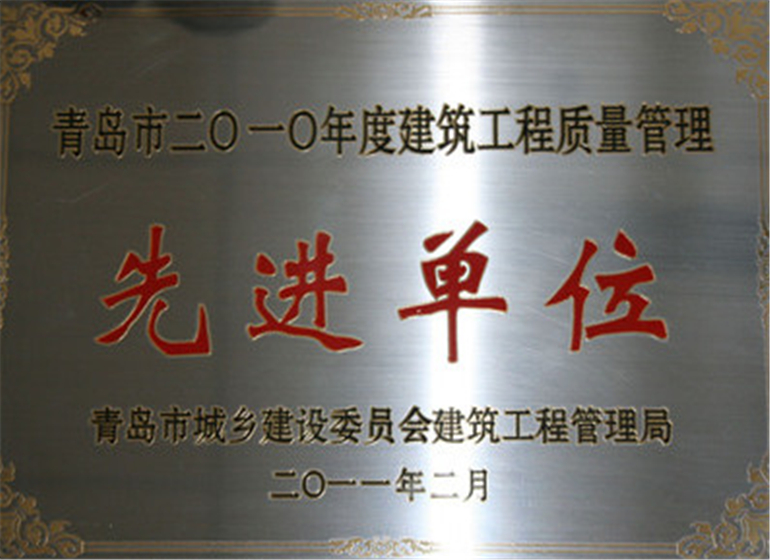 青岛市二〇一〇年度建筑工程质量管理
先进单位
青岛市城乡建设委员会建筑工程管理局
二〇一一年二月